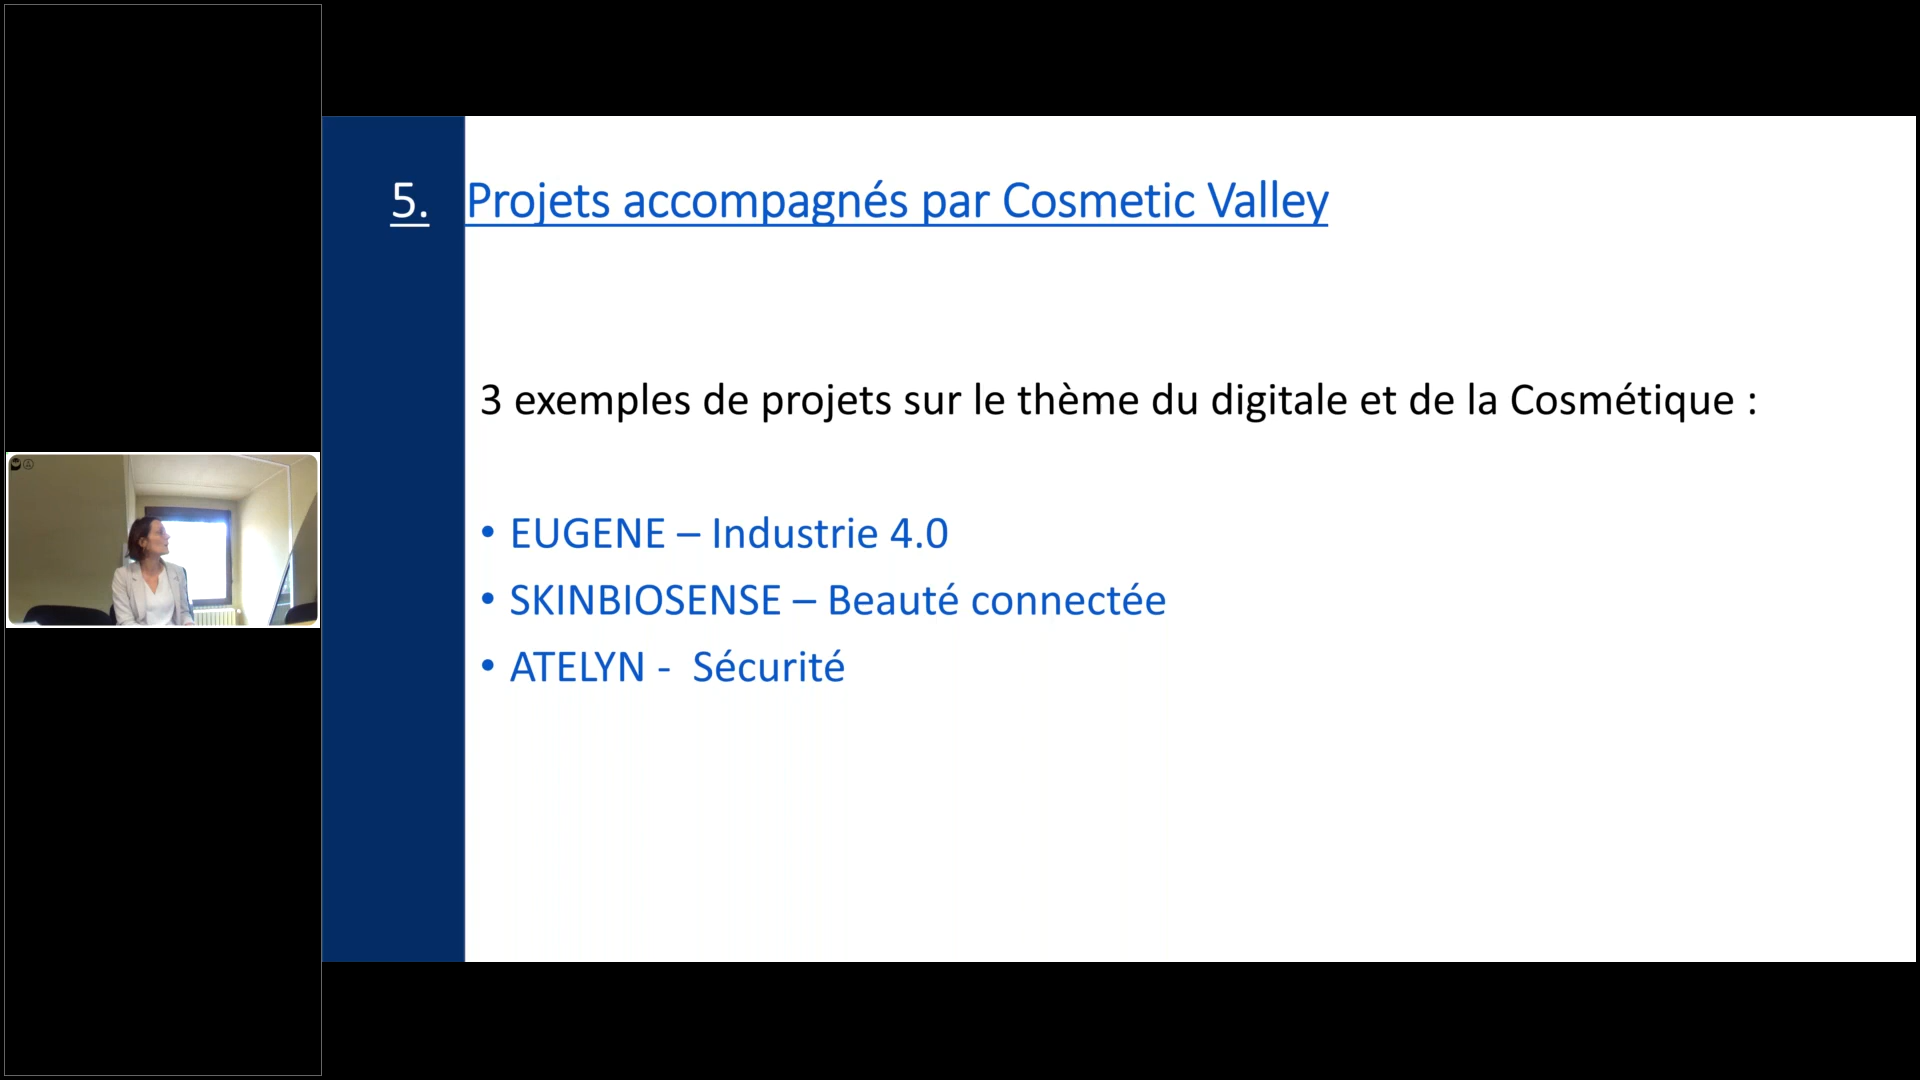 5. Projets accompagnés par Cosmetic Valley
3 exemples de projets sur le thème du digitale et de la Cosmétique :
• EUGENE – Industrie 4.0
• SKINBIOSENSE – Beauté connectée
• ATELYN -  Sécurité